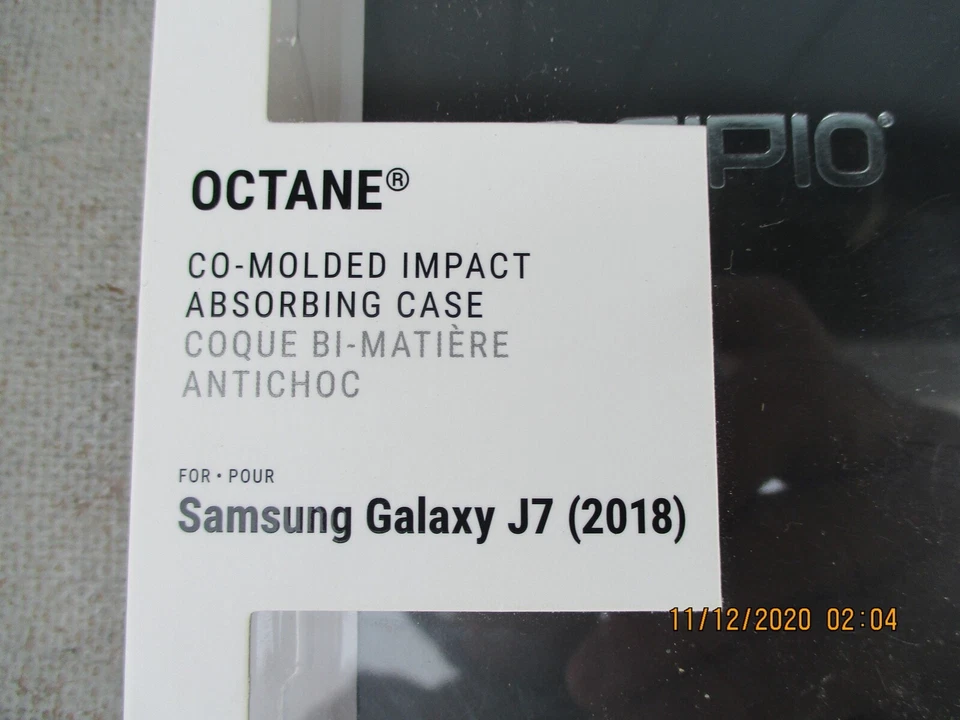 OCTANE®
CO-MOLDED IMPACT
ABSORBING CASE
COQUE BI-MATIÈRE
ANTICHOC
FOR • POUR
Samsung Galaxy J7 (2018)
11/12/2020 02:04